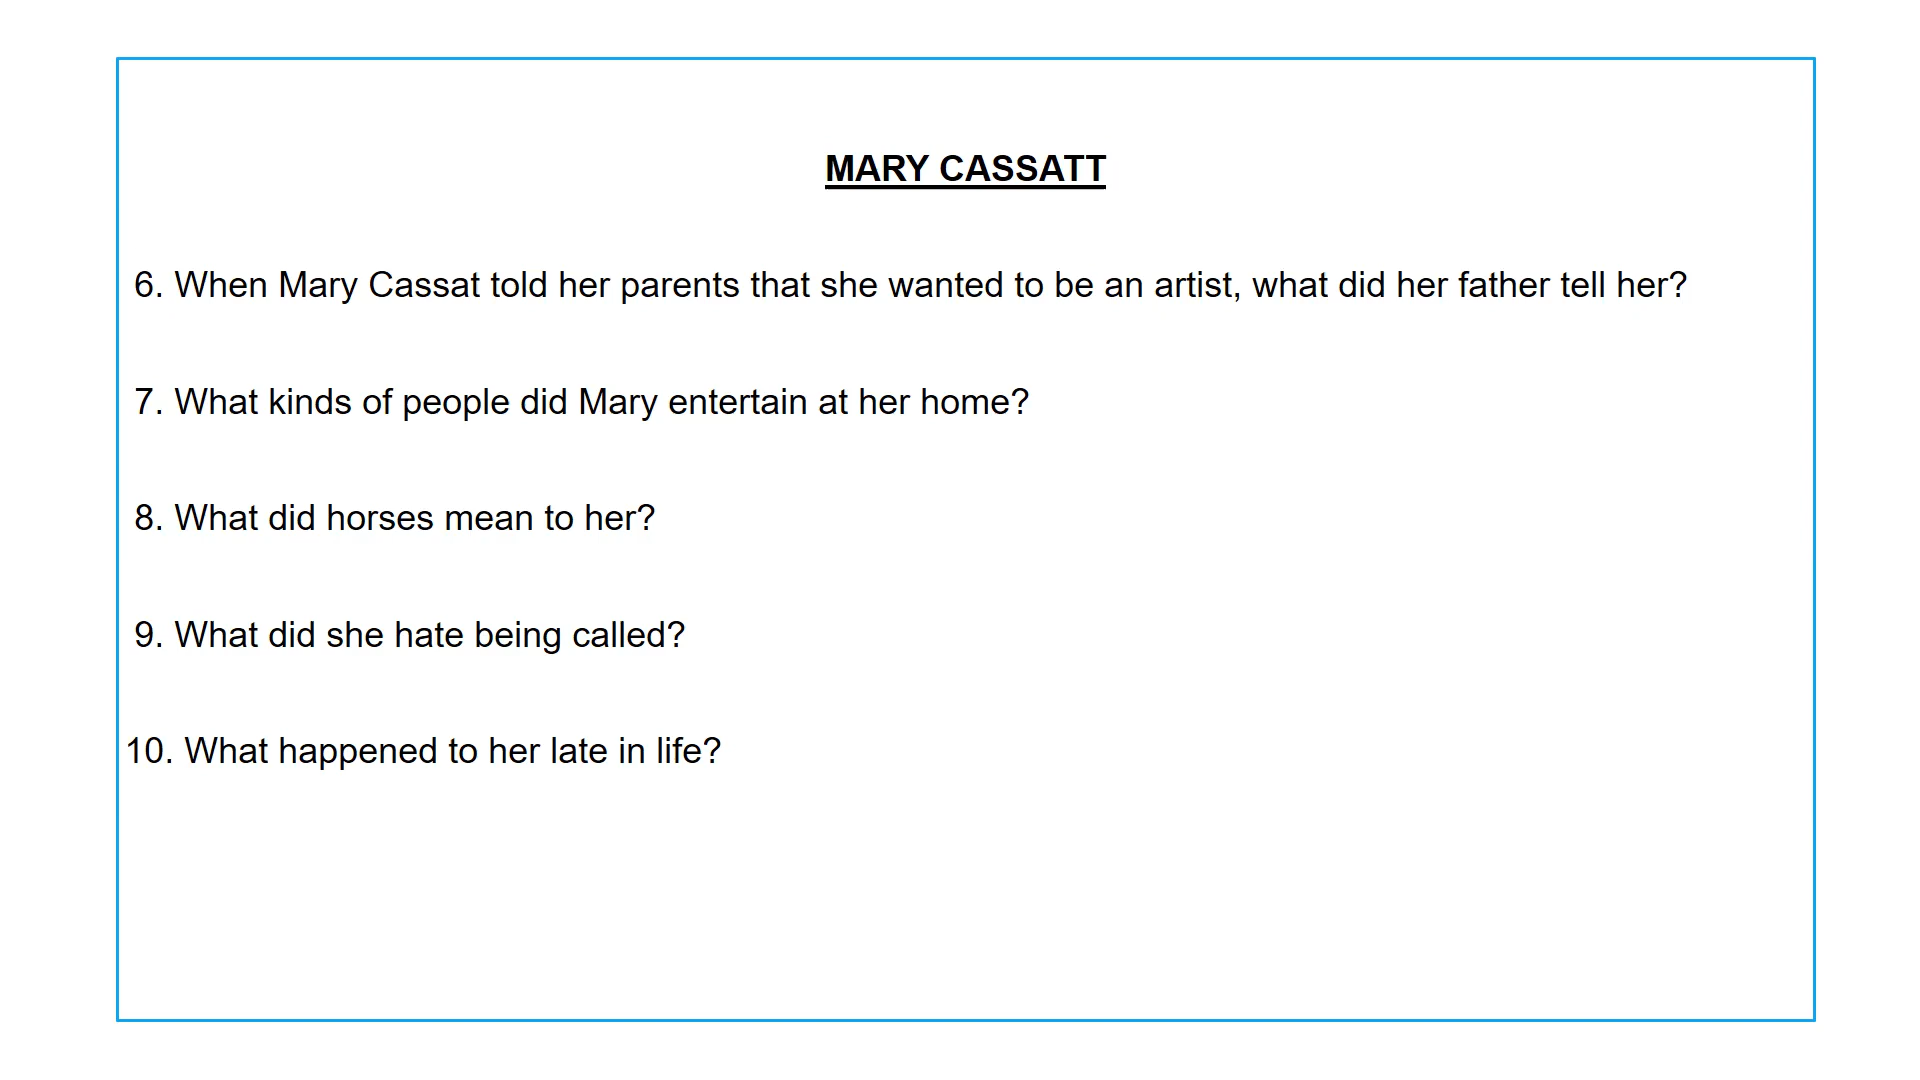 MARY CASSATT
6. When Mary Cassat told her parents that she wanted to be an artist, what did her father tell her?
7. What kinds of people did Mary entertain at her home?
8. What did horses mean to her?
9. What did she hate being called?
10. What happened to her late in life?